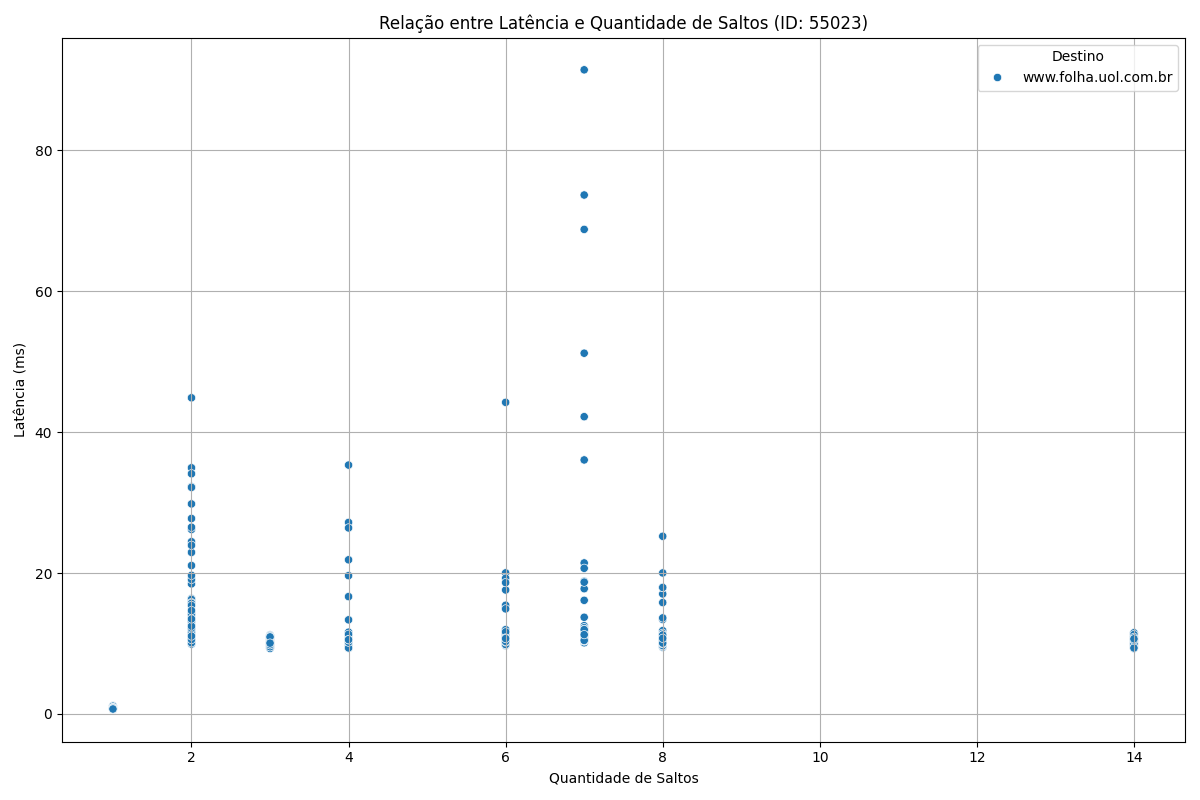 Relação entre Latência e Quantidade de Saltos (ID: 55023)
Destino
www.folha.uol.com.br
80
60
40
20
0
Latência (ms)
2 4 6 8 10 12 14
Quantidade de Saltos